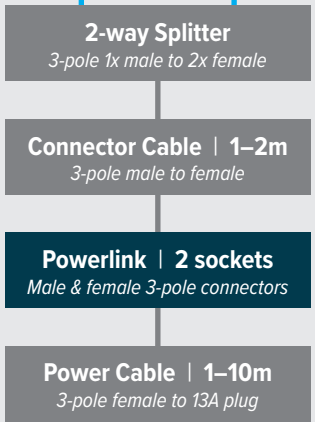 2-way Splitter
3-pole 1x male to 2x female
Connector Cable | 1–2m
3-pole male to female
Powerlink | 2 sockets
Male & female 3-pole connectors
Power Cable | 1–10m
3-pole female to 13A plug